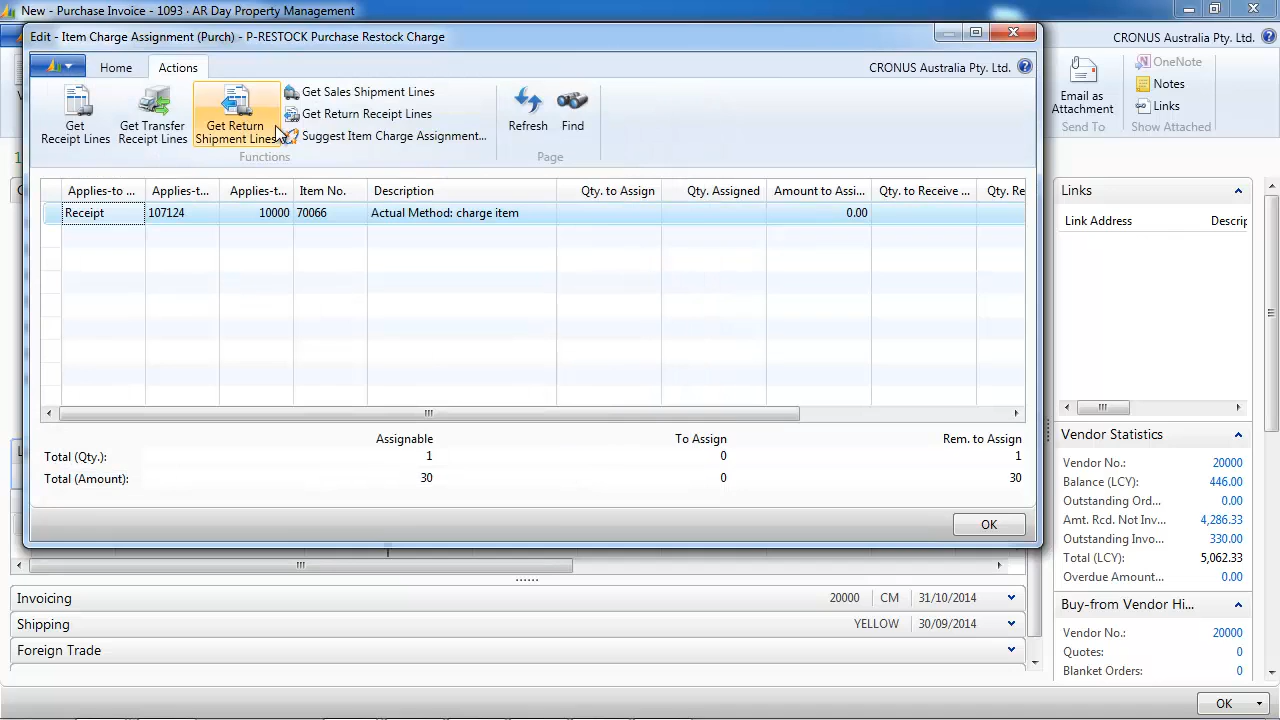 New - Purchase Invoice - 1093 · AR Day Property Management
Edit - Item Charge Assignment (Purch) - P-RESTOCK Purchase Restock Charge
CRONUS Australia Pty. Ltd.
Home
Actions
CRONUS Australia Pty. Ltd.
Get
Receipt Lines
Get Transfer
Receipt Lines
Get Return
Shipment Lines
Get Sales Shipment Lines
Get Return Receipt Lines
Suggest Item Charge Assignment...
Functions
Refresh
Find
Page
Email as
Attachment
Send To
OneNote
Notes
Links
Show Attached
Applies-to ... Applies-t... Applies-t... Item No. Description Qty. to Assign Qty. Assigned Amount to Assi... Qty. to Receive ... Qty. Re
Receipt 107124 10000 70066 Actual Method: charge item 0.00
Assignable To Assign Rem. to Assign
Total (Qty.): 1 0 1
Total (Amount): 30 0 30
OK
Links
Link Address Descrip
Vendor Statistics
Vendor No.: 20000
Balance (LCY): 446.00
Outstanding Ord... 0.00
Amt. Rcd. Not Inv... 4,286.33
Outstanding Invo... 330.00
Total (LCY): 5,062.33
Overdue Amount... 0.00
Buy-from Vendor Hi...
Vendor No.: 20000
Quotes: 0
Blanket Orders: 0
Invoicing 20000 CM 31/10/2014
Shipping YELLOW 30/09/2014
Foreign Trade
OK